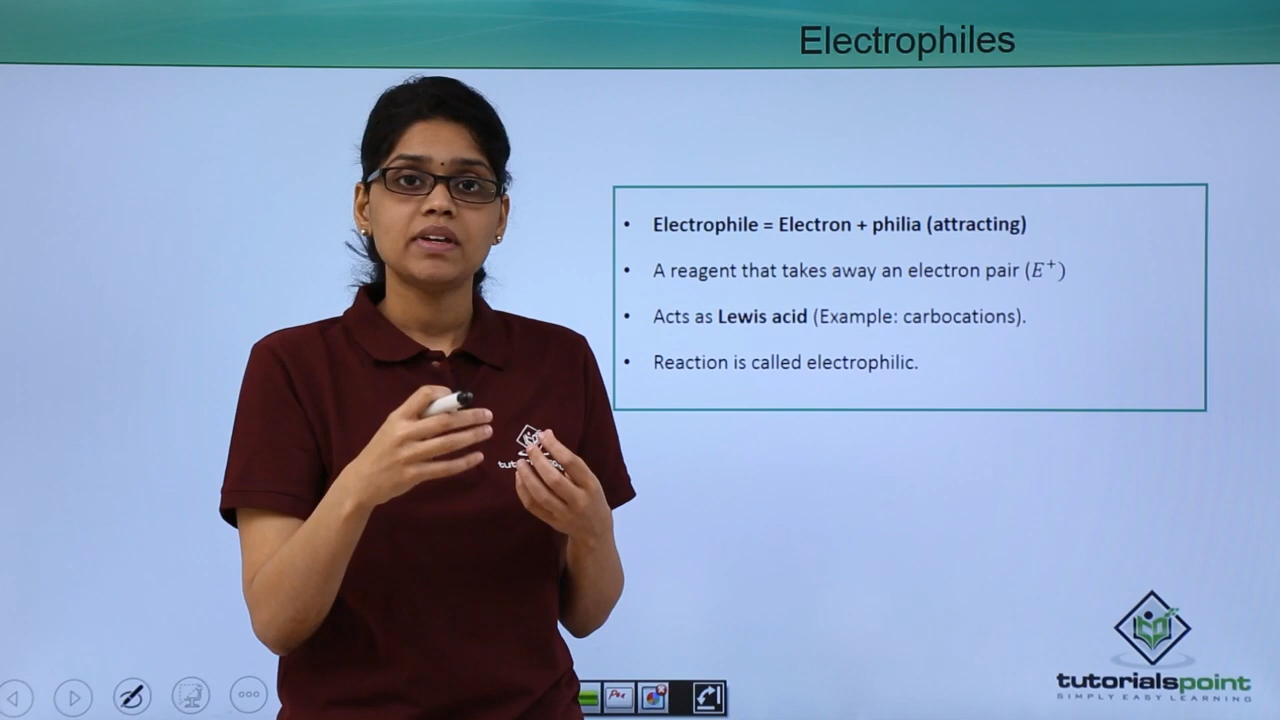 Electrophiles
• Electrophile = Electron + philia (attracting)
• A reagent that takes away an electron pair (E⁺)
• Acts as Lewis acid (Example: carbocations).
• Reaction is called electrophilic.
tutorialspoint
SIMPLY EASY LEARNING